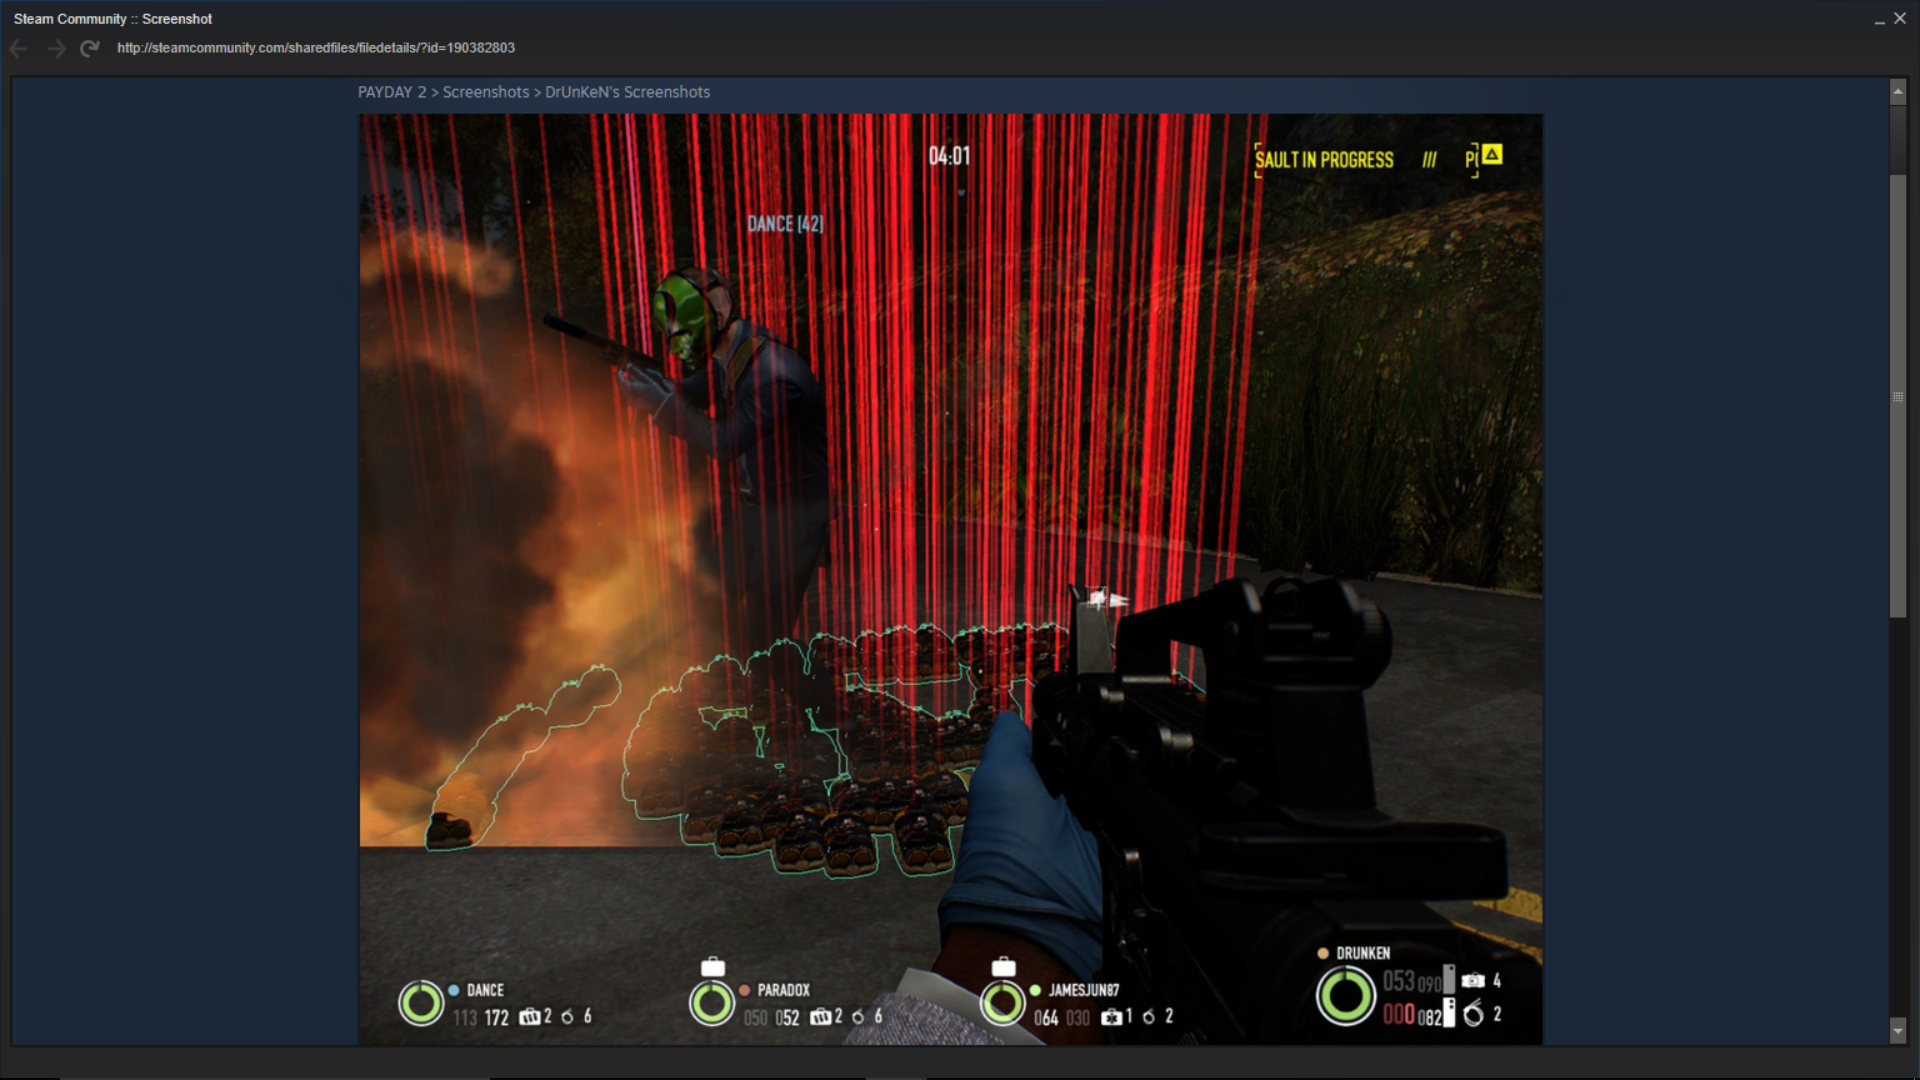 Steam Community :: Screenshot
http://steamcommunity.com/sharedfiles/filedetails/?id=190382803
PAYDAY 2 > Screenshots > DrUnKeN's Screenshots
04:01
SAULT IN PROGRESS /// P
DANCE [42]
DRUNKEN
053 090 4
000 082 2
DANCE
113 172 2 6
PARADOX
050 052 2 6
JAMESJUN87
064 030 1 2